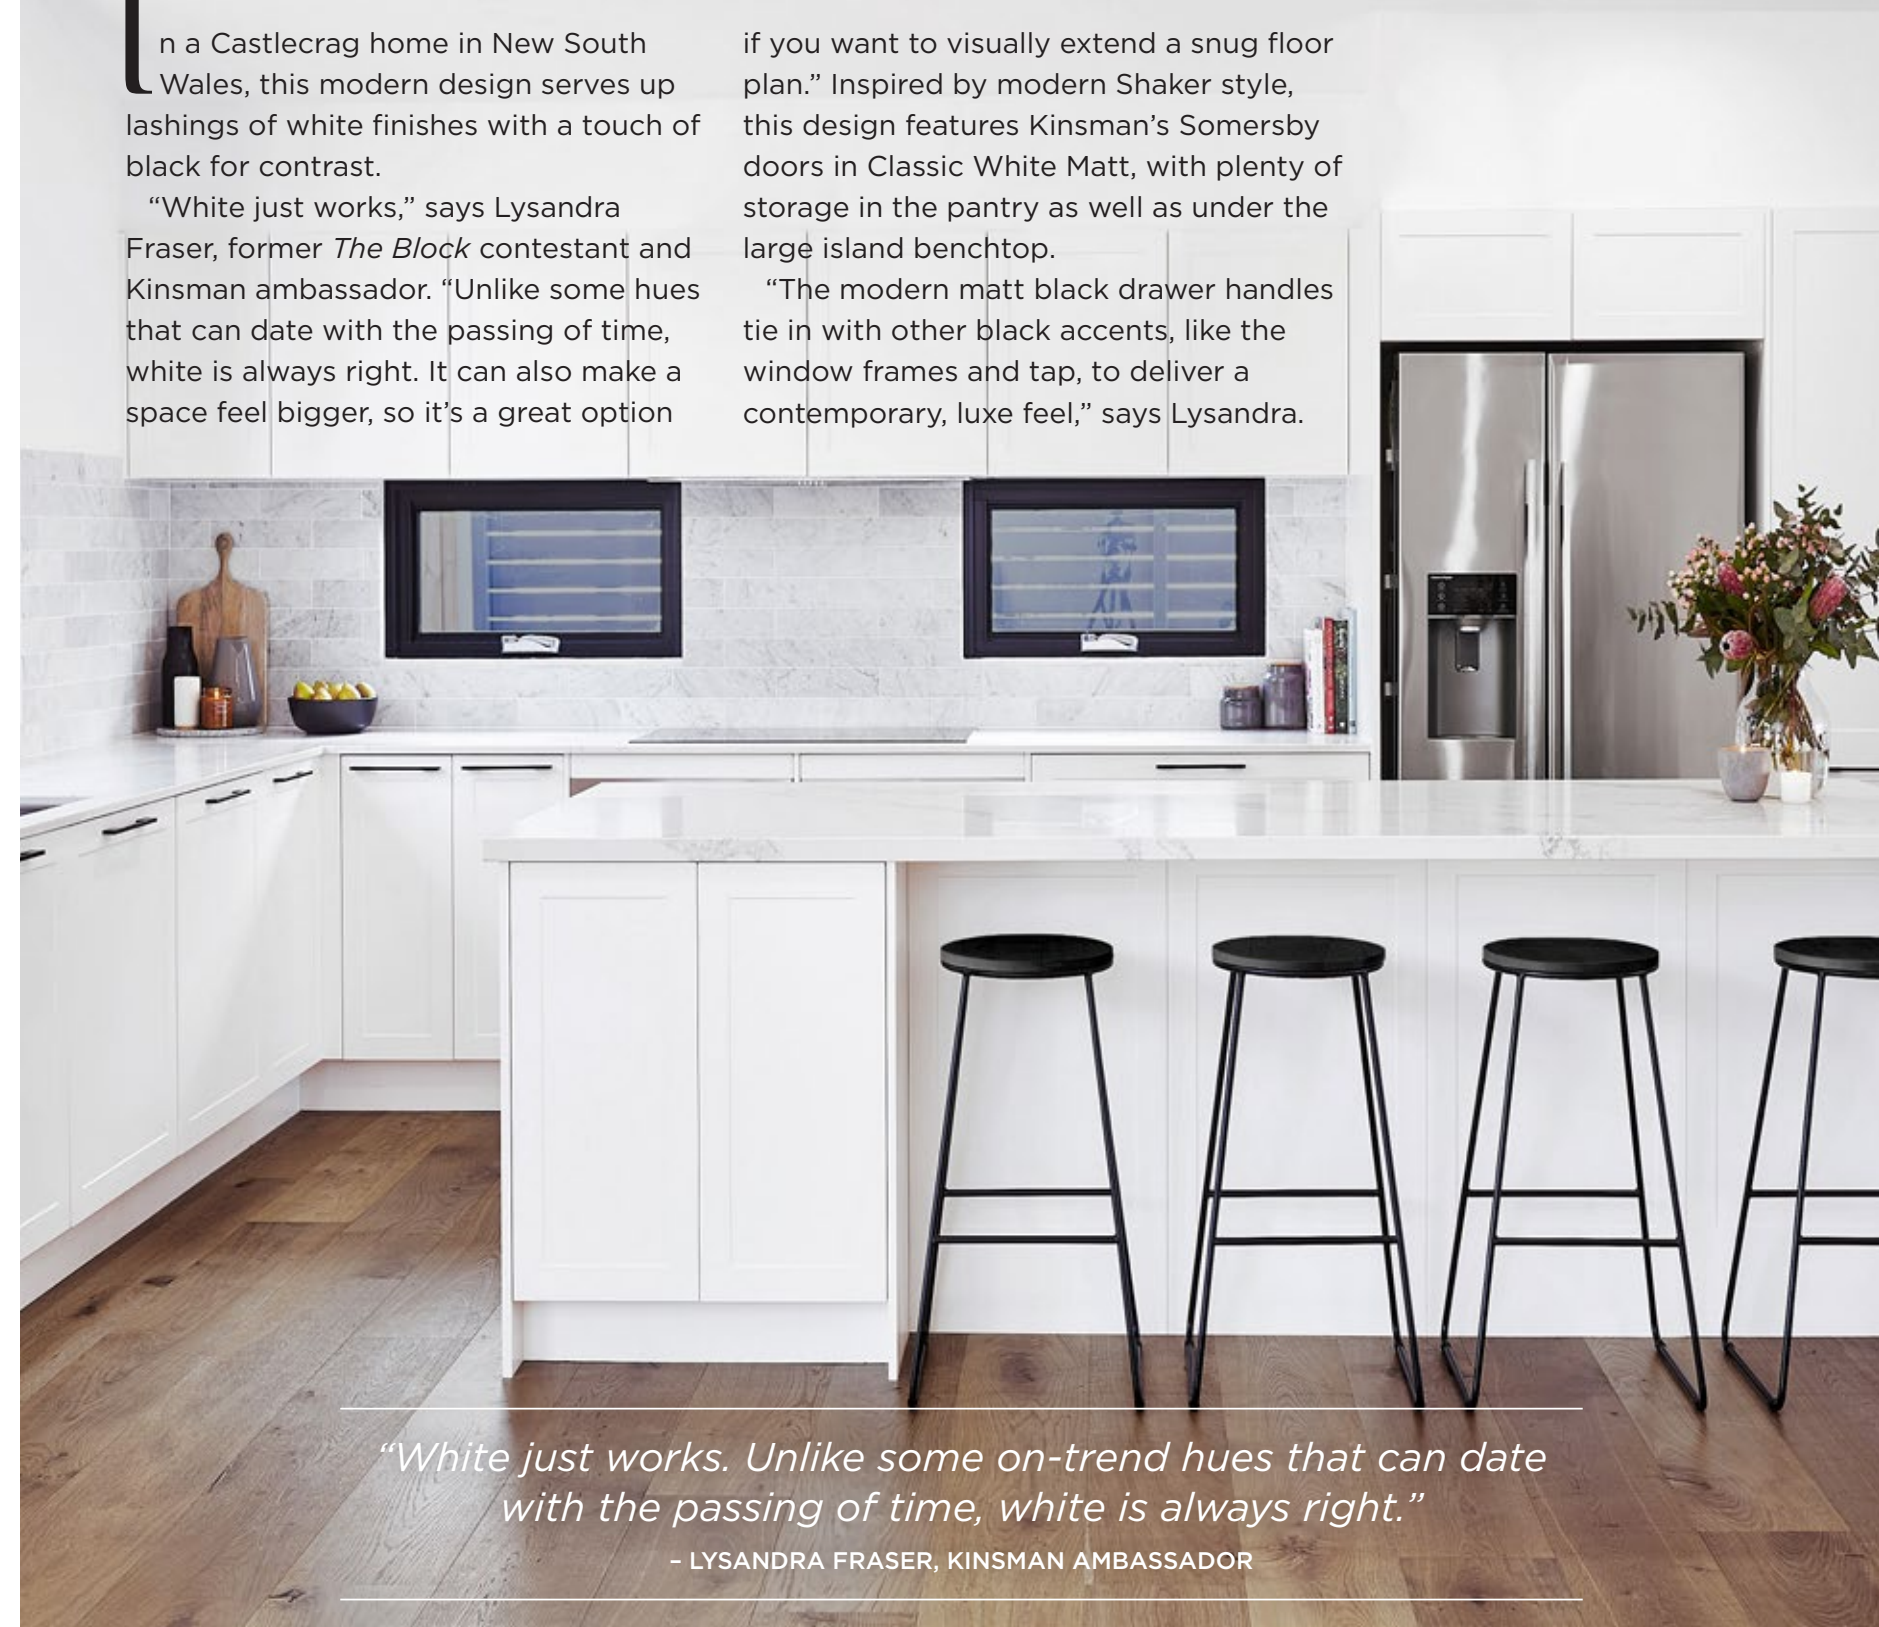 In a Castlecrag home in New South
Wales, this modern design serves up
lashings of white finishes with a touch of
black for contrast.
“White just works,” says Lysandra
Fraser, former The Block contestant and
Kinsman ambassador. “Unlike some hues
that can date with the passing of time,
white is always right. It can also make a
space feel bigger, so it’s a great option
if you want to visually extend a snug floor
plan.” Inspired by modern Shaker style,
this design features Kinsman’s Somersby
doors in Classic White Matt, with plenty of
storage in the pantry as well as under the
large island benchtop.
“The modern matt black drawer handles
tie in with other black accents, like the
window frames and tap, to deliver a
contemporary, luxe feel,” says Lysandra.
“White just works. Unlike some on-trend hues that can date
with the passing of time, white is always right.”
– LYSANDRA FRASER, KINSMAN AMBASSADOR